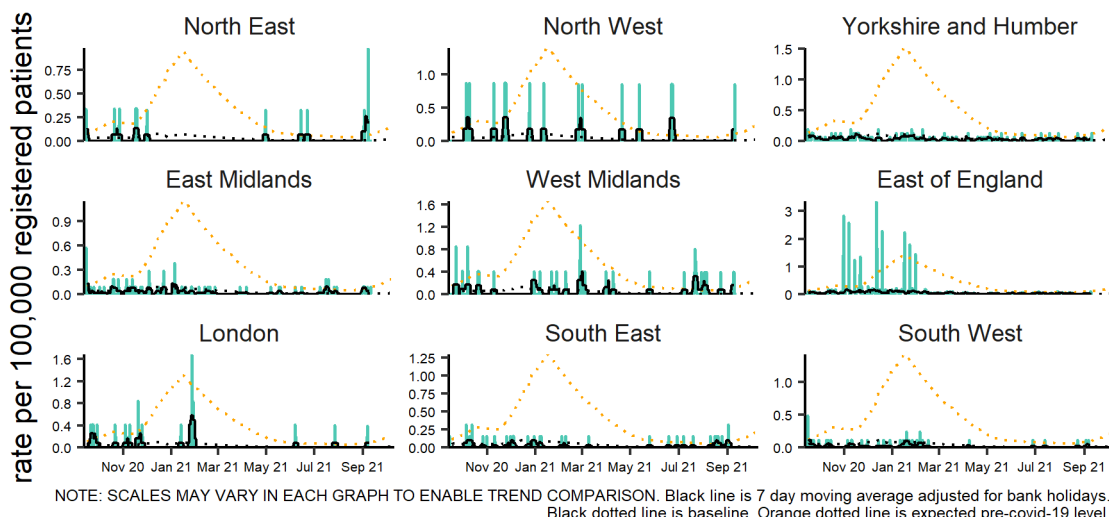 rate per 100,000 registered patients
North East
0.75
0.50
0.25
0.00
North West
1.0
0.5
0.0
Yorkshire and Humber
1.5
1.0
0.5
0.0
East Midlands
0.9
0.6
0.3
0.0
West Midlands
1.6
1.2
0.8
0.4
0.0
East of England
3
2
1
0
London
1.6
1.2
0.8
0.4
0.0
South East
1.25
1.00
0.75
0.50
0.25
0.00
South West
1.0
0.5
0.0
Nov 20 Jan 21 Mar 21 May 21 Jul 21 Sep 21
Nov 20 Jan 21 Mar 21 May 21 Jul 21 Sep 21
Nov 20 Jan 21 Mar 21 May 21 Jul 21 Sep 21
NOTE: SCALES MAY VARY IN EACH GRAPH TO ENABLE TREND COMPARISON. Black line is 7 day moving average adjusted for bank holidays.
Black dotted line is baseline. Orange dotted line is expected pre-covid-19 level